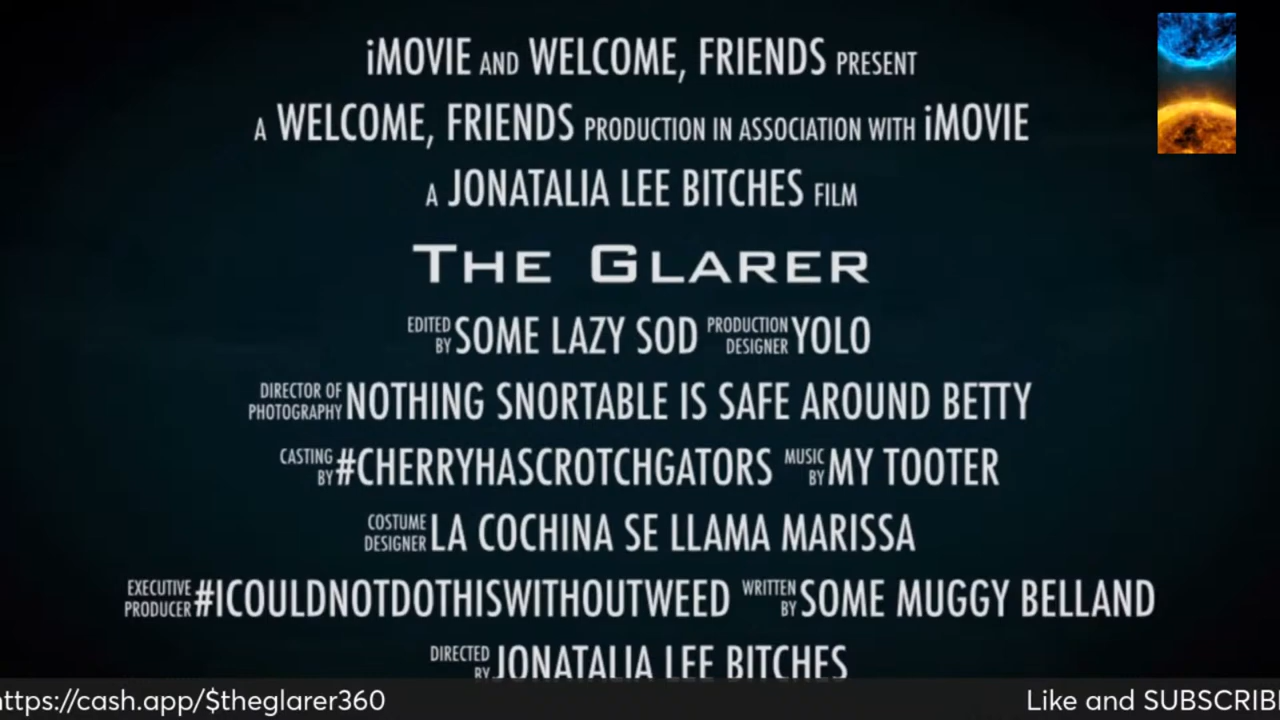 iMOVIE AND WELCOME, FRIENDS PRESENT
A WELCOME, FRIENDS PRODUCTION IN ASSOCIATION WITH iMOVIE
A JONATALIA LEE BITCHES FILM
THE GLARER
EDITED BY SOME LAZY SOD PRODUCTION DESIGNER YOLO
DIRECTOR OF PHOTOGRAPHY NOTHING SNORTABLE IS SAFE AROUND BETTY
CASTING BY #CHERRYHASCROTCHGATORS MUSIC BY MY TOOTER
COSTUME DESIGNER LA COCHINA SE LLAMA MARISSA
EXECUTIVE PRODUCER #ICOULDNOTDOTHISWITHOUTWEED WRITTEN BY SOME MUGGY BELLAND
DIRECTED BY JONATALIA LEE BITCHES
https://cash.app/$theglarer360 Like and SUBSCRIB